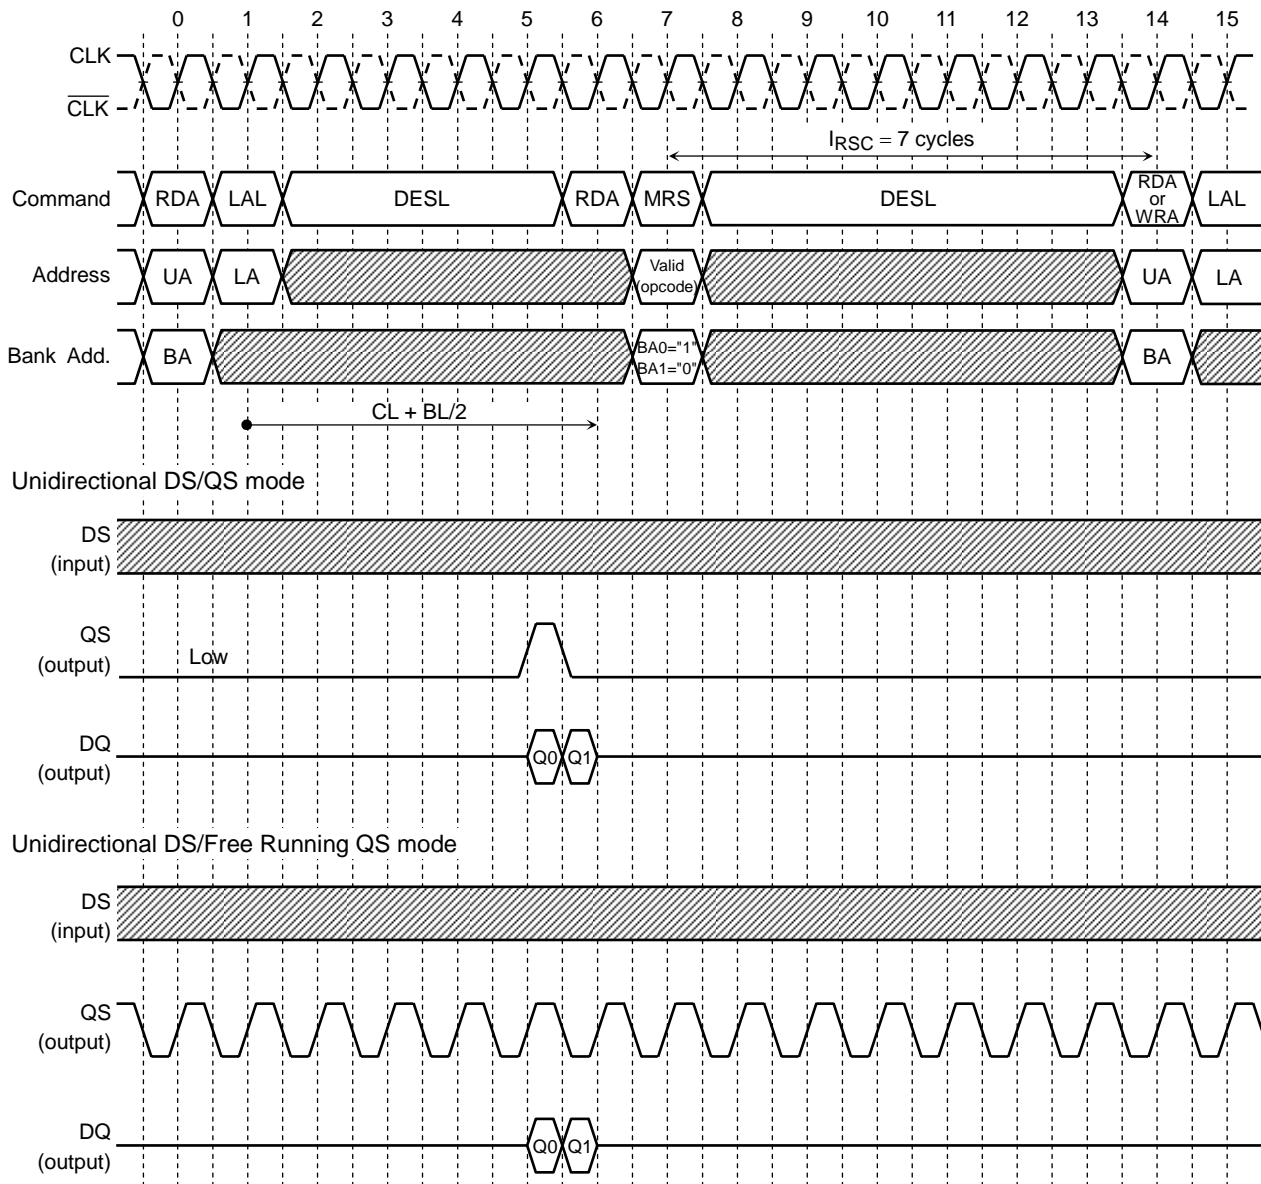 0 1 2 3 4 5 6 7 8 9 10 11 12 13 14 15
CLK
CLK
IRSC = 7 cycles
Command RDA LAL DESL RDA MRS DESL RDA or WRA LAL
Address UA LA Valid (opcode) UA LA
Bank Add. BA BA0="1" BA1="0" BA
CL + BL/2
Unidirectional DS/QS mode
DS
(input)
QS
(output)
Low
DQ
(output)
Q0 Q1
Unidirectional DS/Free Running QS mode
DS
(input)
QS
(output)
DQ
(output)
Q0 Q1